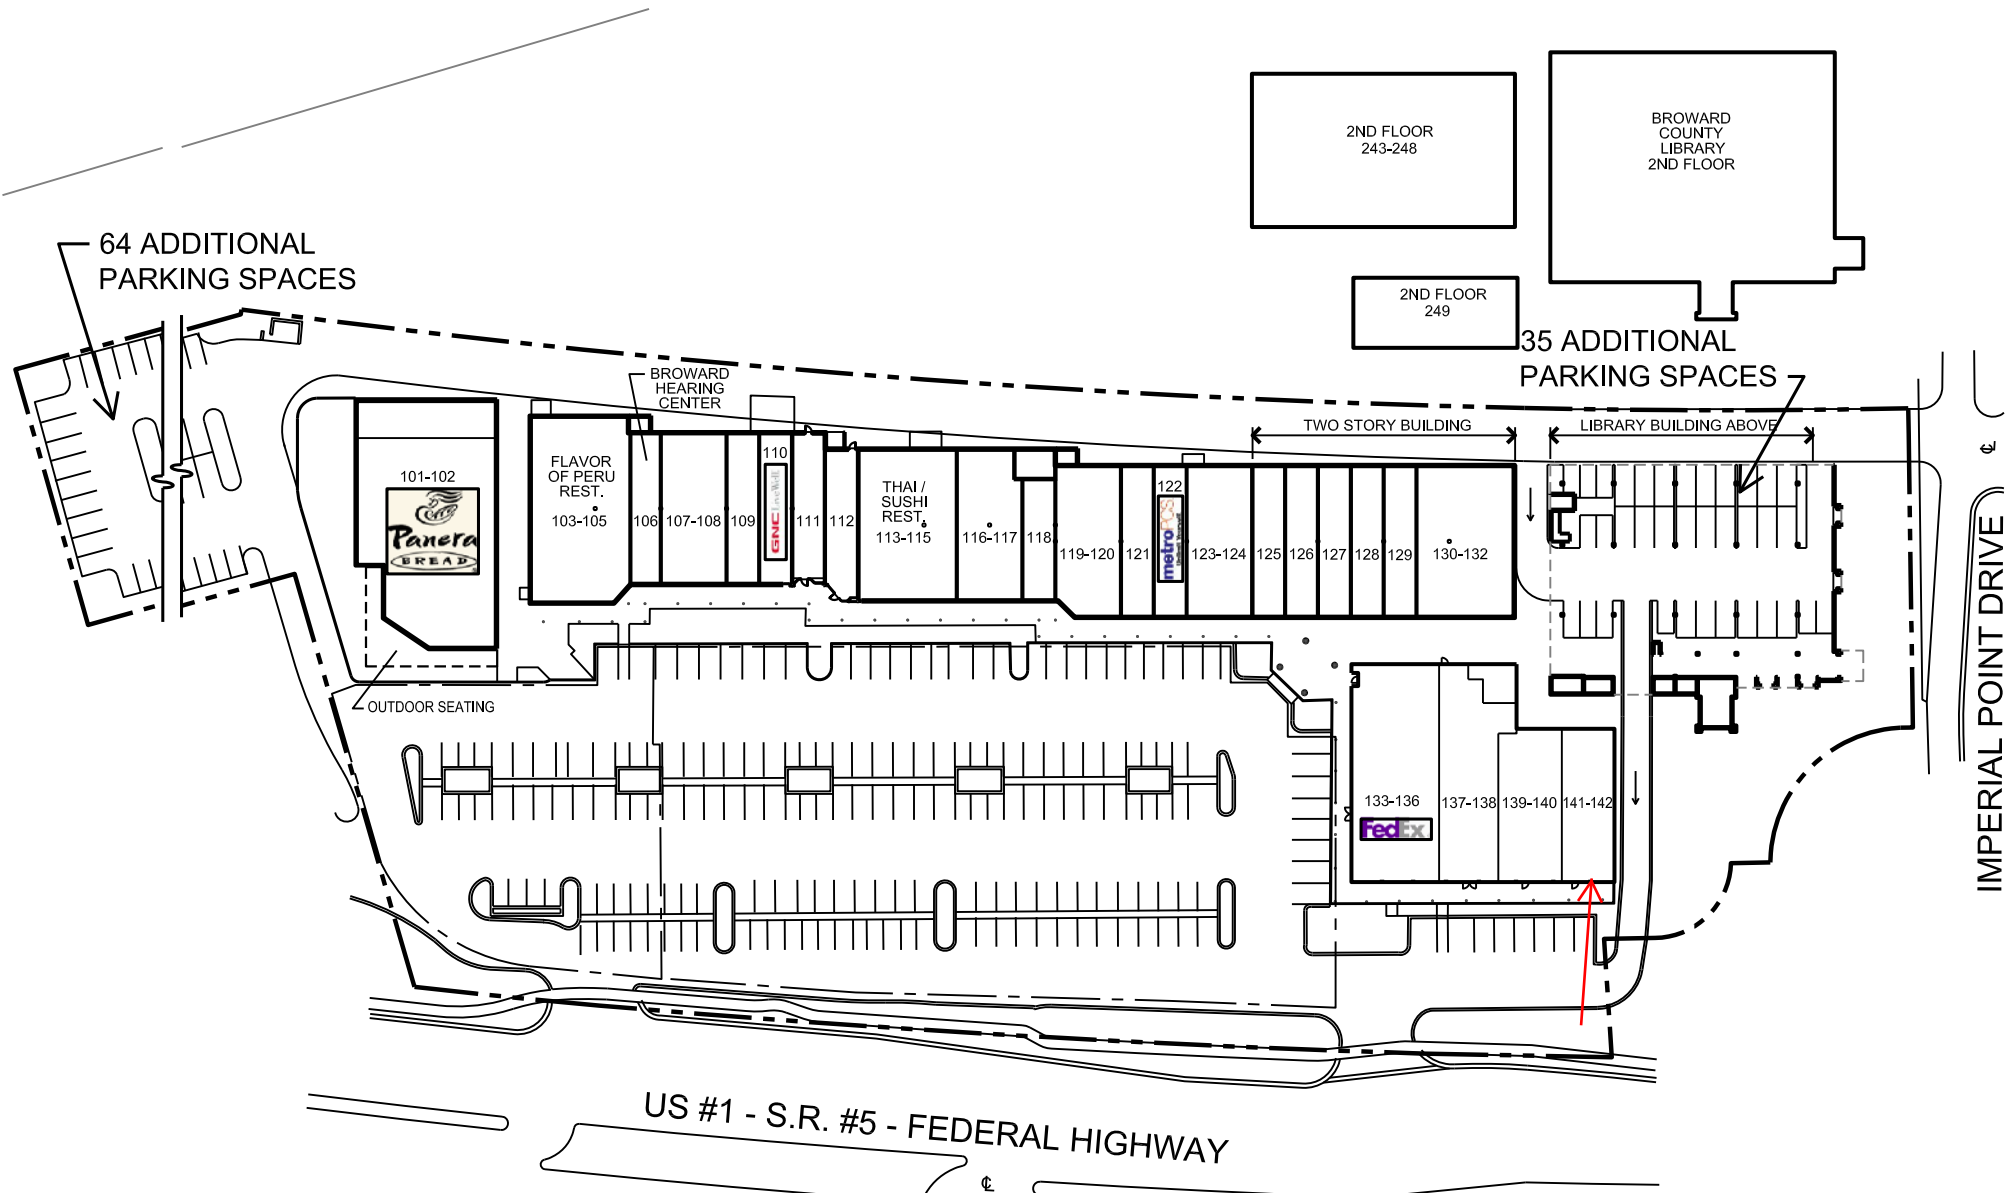 2ND FLOOR
243-248
BROWARD
COUNTY
LIBRARY
2ND FLOOR
64 ADDITIONAL
PARKING SPACES
2ND FLOOR
249
35 ADDITIONAL
PARKING SPACES
BROWARD
HEARING
CENTER
TWO STORY BUILDING
LIBRARY BUILDING ABOVE
101-102
Panera
BREAD
FLAVOR
OF PERU
REST.
103-105
106
107-108
109
110
GNC LiveWell
111
112
THAI /
SUSHI
REST.
113-115
116-117
118
119-120
121
122
metroPCS
123-124
125
126
127
128
129
130-132
OUTDOOR SEATING
133-136
FedEx
137-138
139-140
141-142
IMPERIAL POINT DRIVE
US #1 - S.R. #5 - FEDERAL HIGHWAY